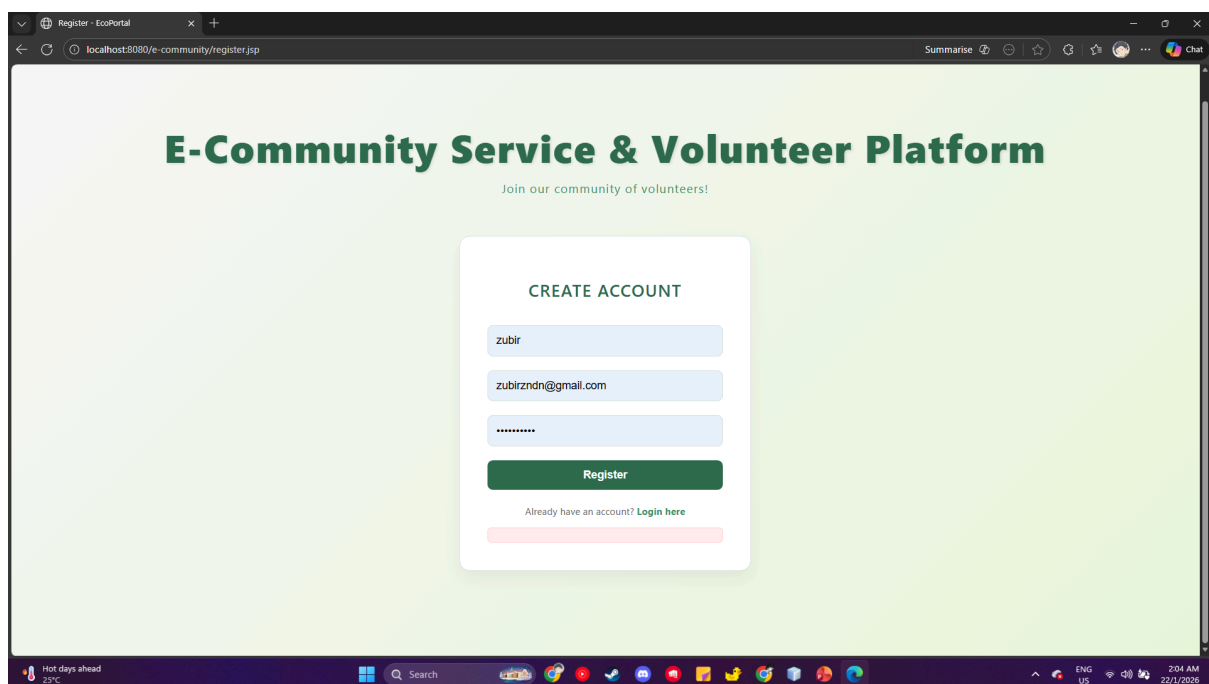 Register - EcoPortal
localhost:8080/e-community/register.jsp
Summarise
Chat
E-Community Service & Volunteer Platform
Join our community of volunteers!
CREATE ACCOUNT
zubir
zubirzndn@gmail.com
••••••••••
Register
Already have an account? Login here
Hot days ahead
25°C
Search
ENG
US
2:04 AM
22/1/2026